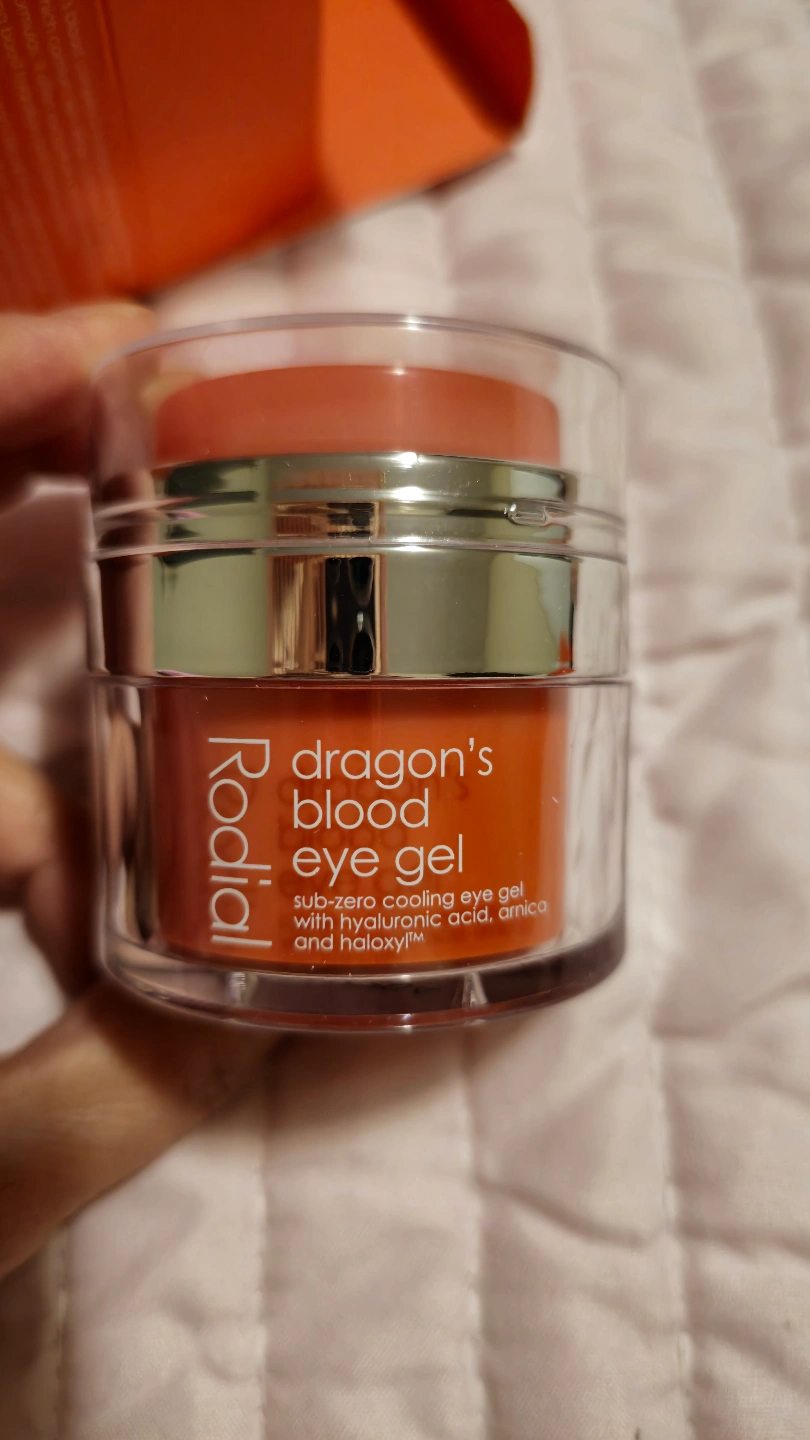 Rodial
dragon's
blood
eye gel
sub-zero cooling eye gel
with hyaluronic acid, arnica
and haloxyl™